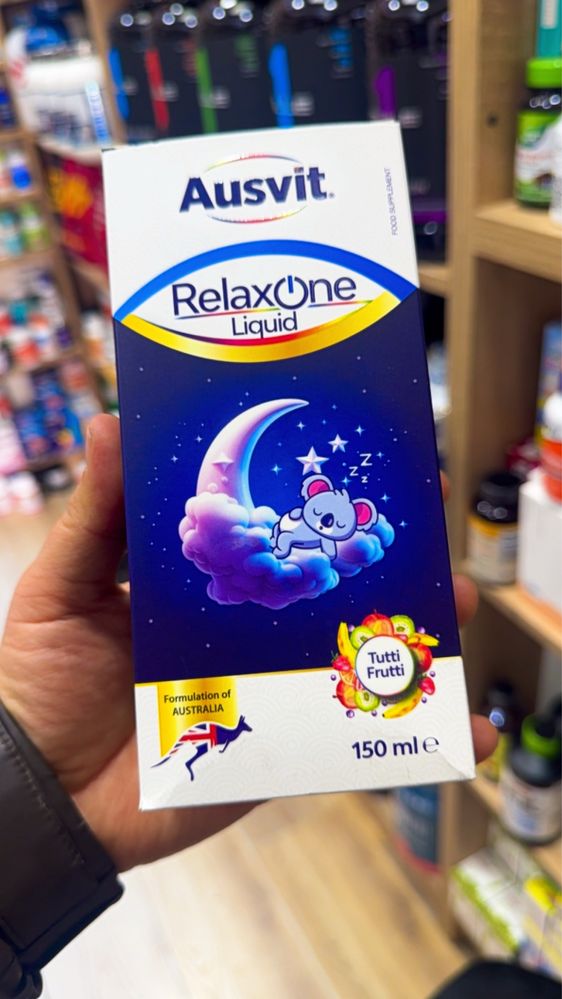 Ausvit.
FOOD SUPPLEMENT
RelaxOne
Liquid
z Z
z
Tutti
Frutti
Formulation of
AUSTRALIA
150 ml e